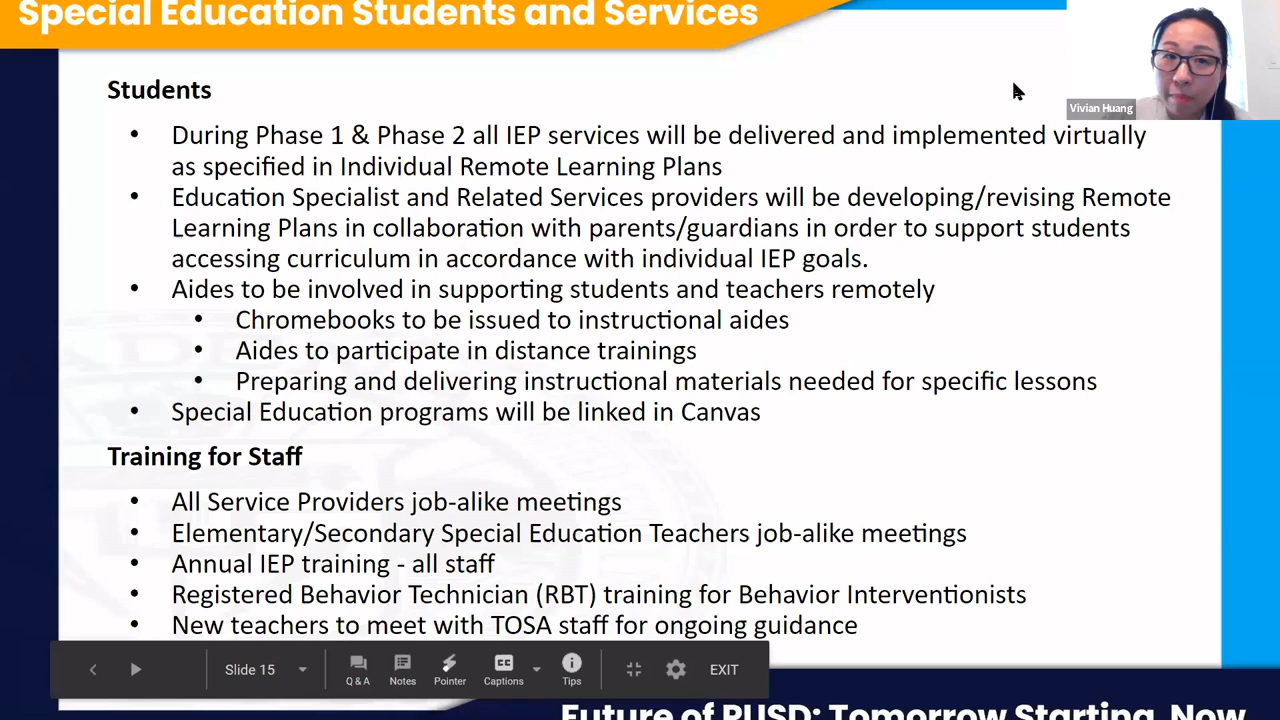 Special Education Students and Services
Vivian Huang
Students
• During Phase 1 & Phase 2 all IEP services will be delivered and implemented virtually
as specified in Individual Remote Learning Plans
• Education Specialist and Related Services providers will be developing/revising Remote
Learning Plans in collaboration with parents/guardians in order to support students
accessing curriculum in accordance with individual IEP goals.
• Aides to be involved in supporting students and teachers remotely
• Chromebooks to be issued to instructional aides
• Aides to participate in distance trainings
• Preparing and delivering instructional materials needed for specific lessons
• Special Education programs will be linked in Canvas
Training for Staff
• All Service Providers job-alike meetings
• Elementary/Secondary Special Education Teachers job-alike meetings
• Annual IEP training - all staff
• Registered Behavior Technician (RBT) training for Behavior Interventionists
• New teachers to meet with TOSA staff for ongoing guidance
Slide 15
Q & A
Notes
Pointer
CC
Captions
Tips
EXIT
Future of PUSD: Tomorrow Starting, Now